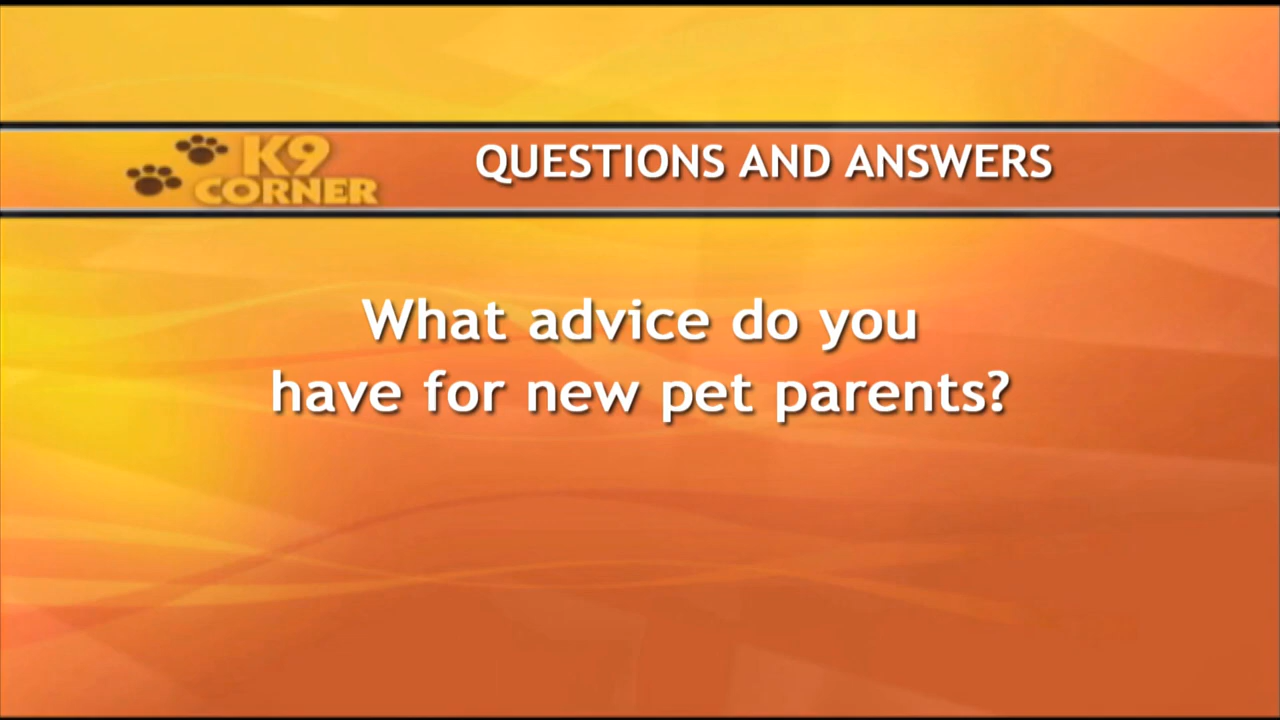 K9
CORNER
QUESTIONS AND ANSWERS
What advice do you
have for new pet parents?